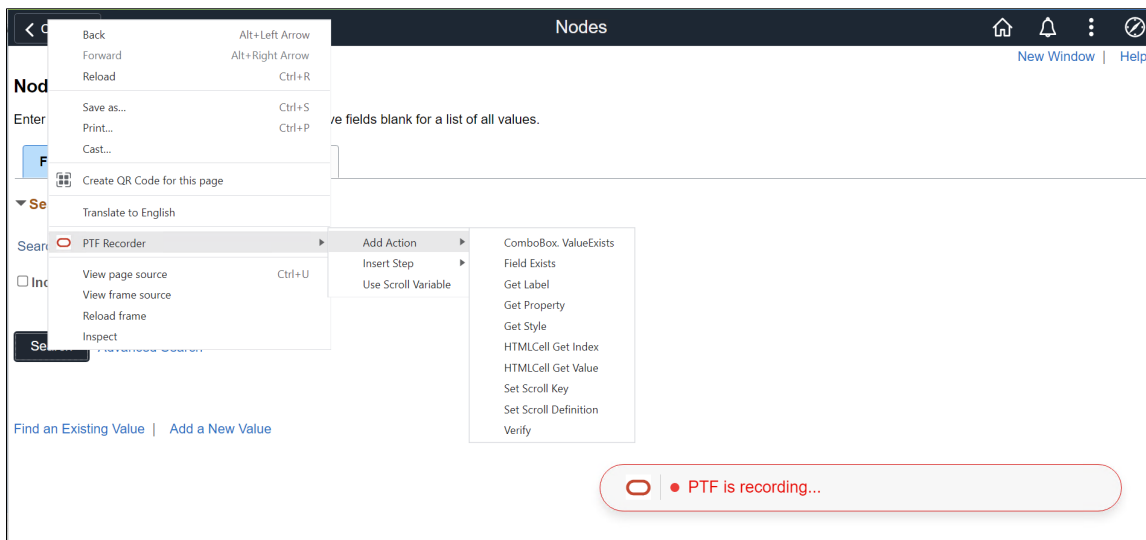 Nodes
New Window | Help
Nod
Enter
ve fields blank for a list of all values.
F
Se
Sear
Inc
Se
Find an Existing Value | Add a New Value
Back Alt+Left Arrow
Forward Alt+Right Arrow
Reload Ctrl+R
Save as... Ctrl+S
Print... Ctrl+P
Cast...
Create QR Code for this page
Translate to English
PTF Recorder
View page source Ctrl+U
View frame source
Reload frame
Inspect
Add Action
Insert Step
Use Scroll Variable
ComboBox. ValueExists
Field Exists
Get Label
Get Property
Get Style
HTMLCell Get Index
HTMLCell Get Value
Set Scroll Key
Set Scroll Definition
Verify
PTF is recording...